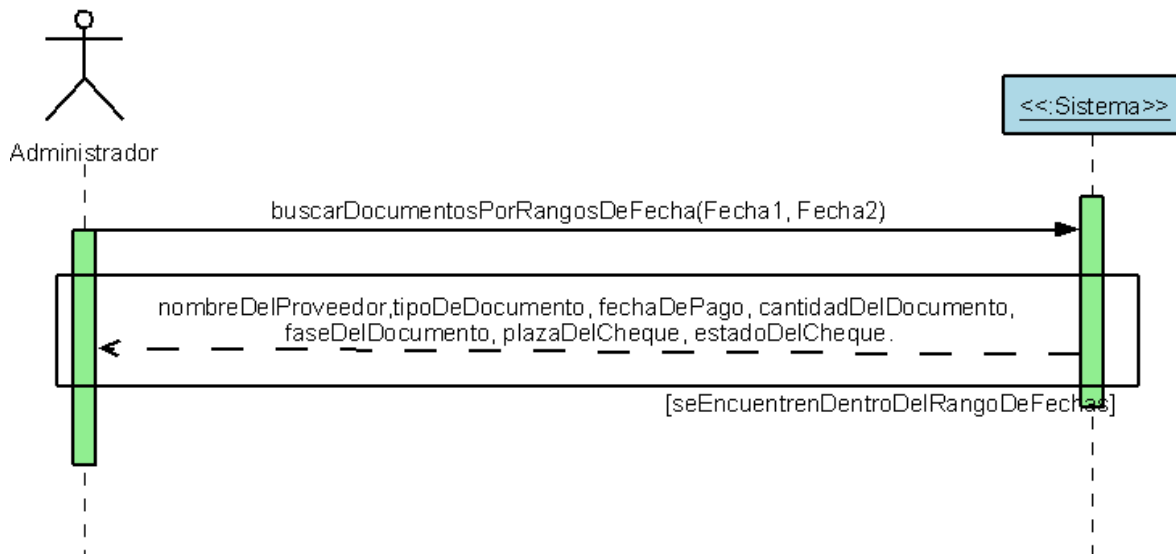 Administrador
<<:Sistema>>
buscarDocumentosPorRangosDeFecha(Fecha1, Fecha2)
nombreDelProveedor,tipoDeDocumento, fechaDePago, cantidadDelDocumento,
faseDelDocumento, plazaDelCheque, estadoDelCheque.
[seEncuentrenDentroDelRangoDeFechas]